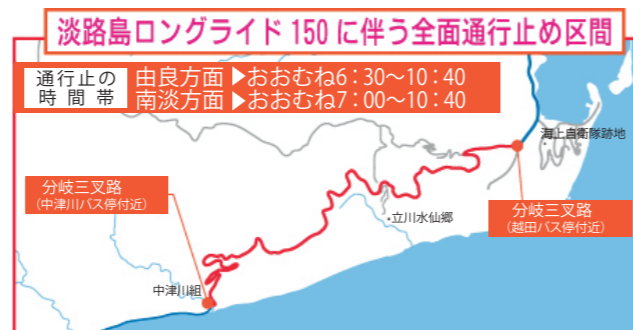 淡路島ロングライド150に伴う全面通行止め区間
通行止の
時間帯
由良方面▶おおむね6:30〜10:40
南淡方面▶おおむね7:00〜10:40
海上自衛隊跡地
分岐三叉路
(中津川バス停付近)
分岐三叉路
(越田バス停付近)
立川水仙郷
中津川組